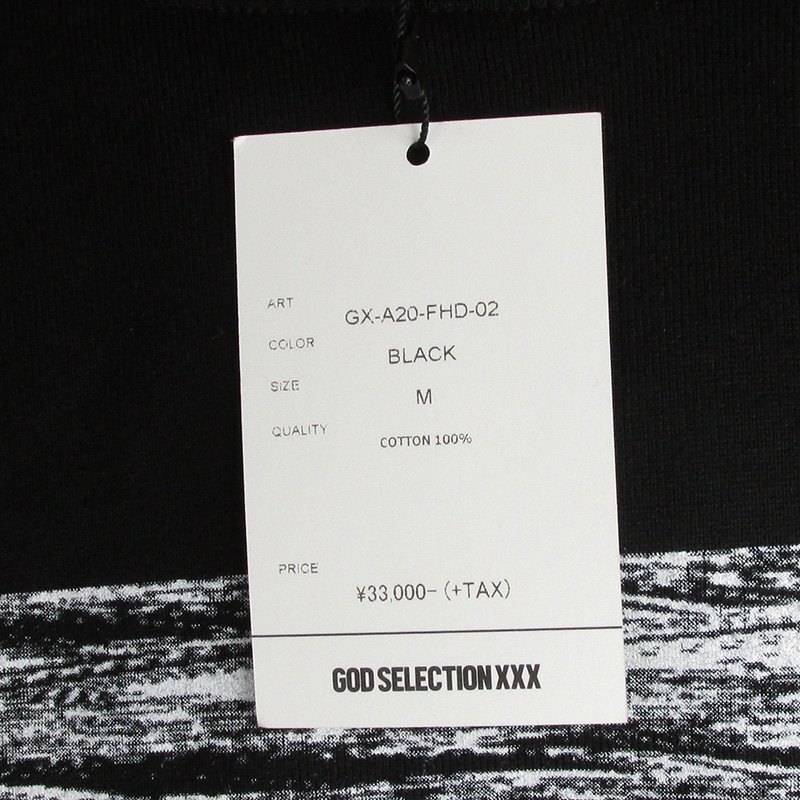 ART GX-A20-FHD-02
COLOR BLACK
SIZE M
QUALITY COTTON 100%
PRICE ¥33,000- (+TAX)
GOD SELECTION XXX